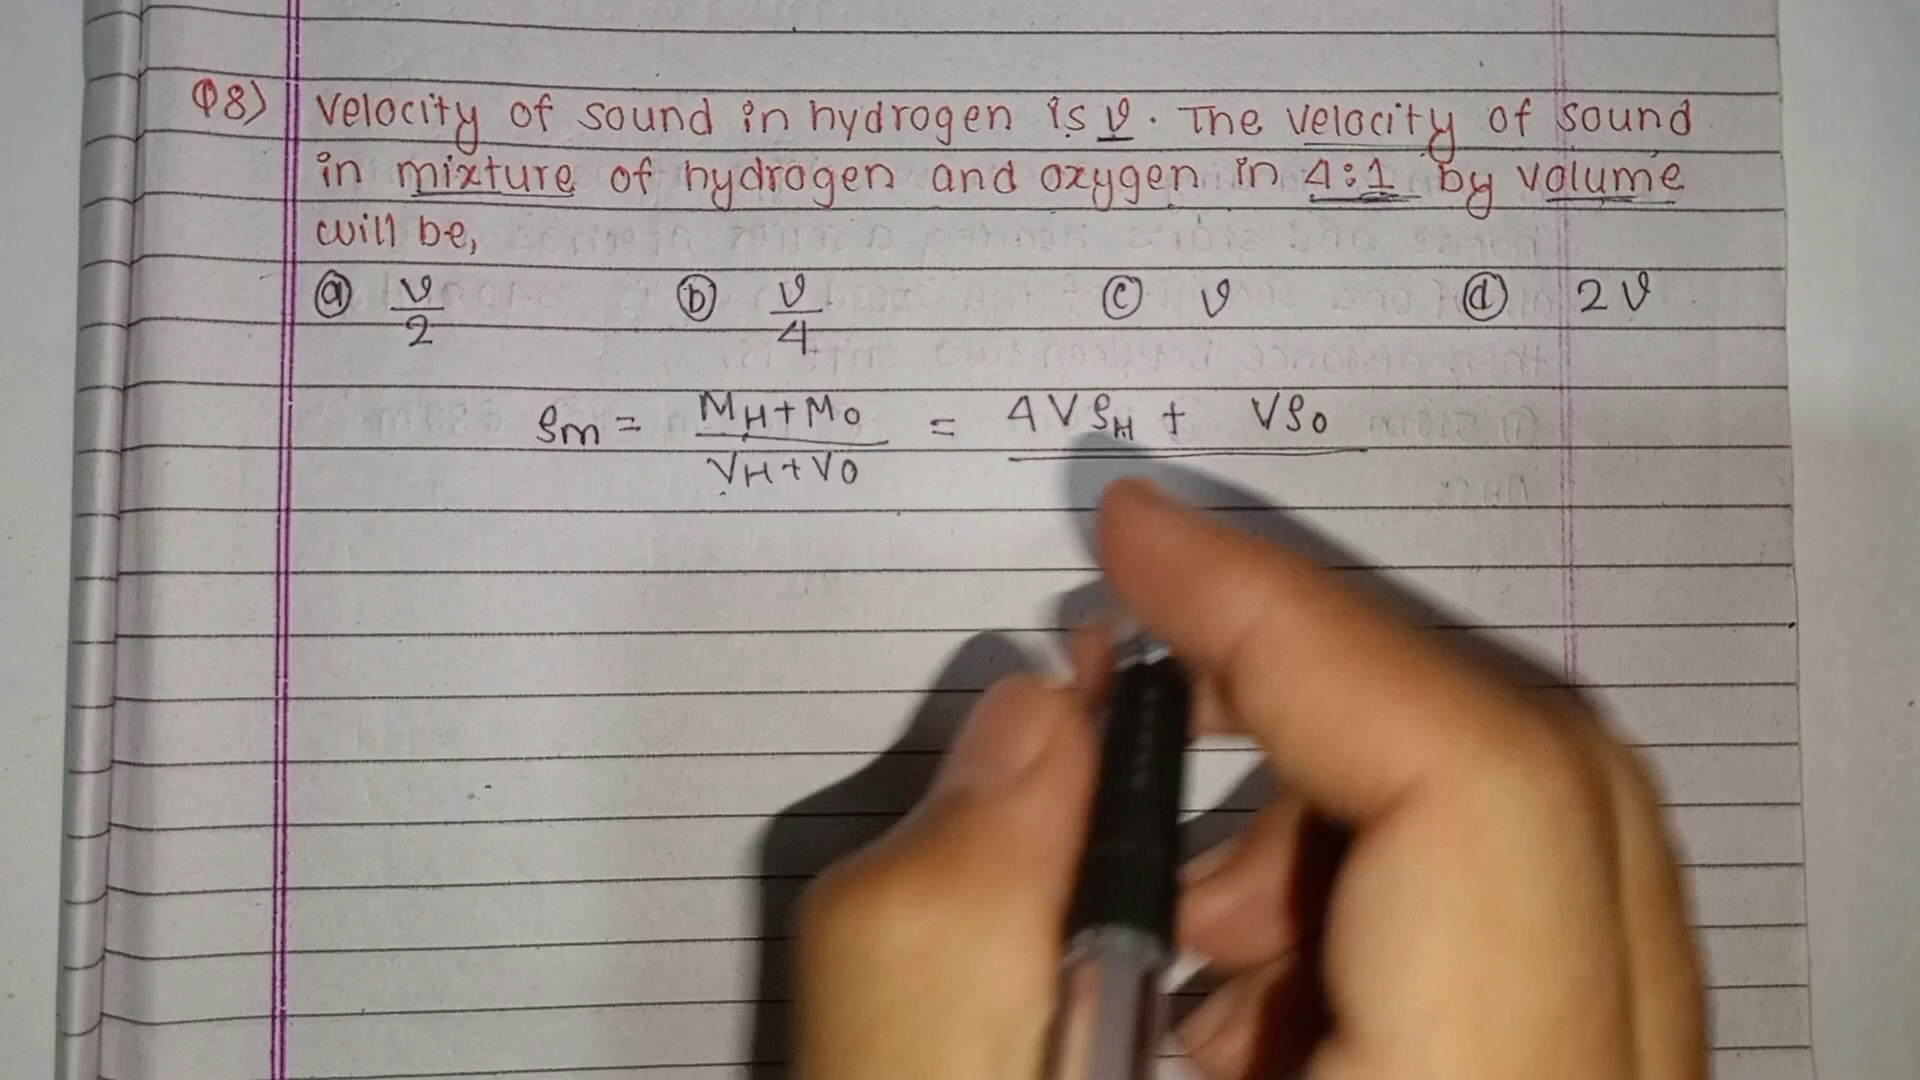 Q8) Velocity of sound in hydrogen is v. The velocity of sound
in mixture of hydrogen and oxygen in 4:1 by volume
will be,
(a) v/2 (b) v/4 (c) v (d) 2v
ρm = (MH+MO)/(VH+VO) = 4VρH + VρO